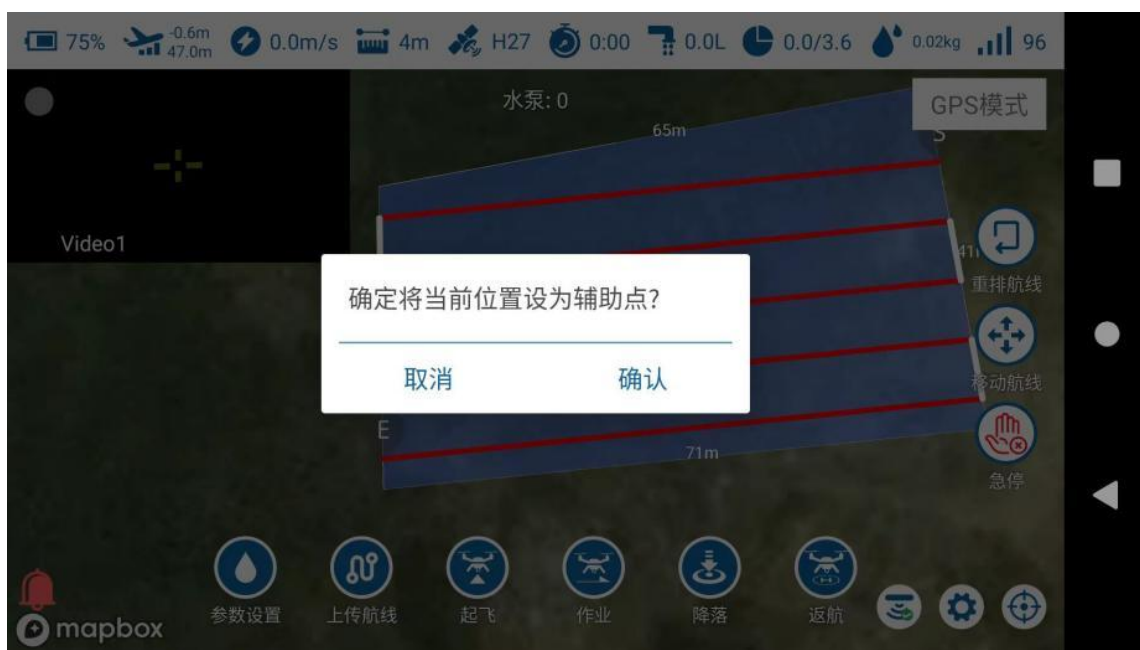 75%
-0.6m
47.0m
0.0m/s
4m
H27
0:00
0.0L
0.0/3.6
0.02kg
96
水泵: 0
GPS模式
65m
S
Video1
重排航线
确定将当前位置设为辅助点?
取消
确认
移动航线
E
71m
急停
参数设置
上传航线
起飞
作业
降落
返航
mapbox